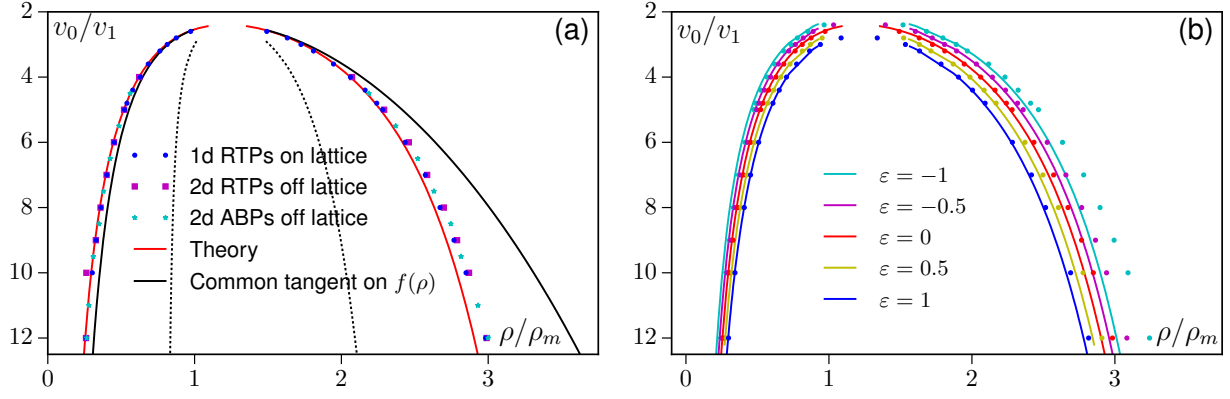 2
4
6
8
10
12
v₀/v₁
(a)
1d RTPs on lattice
2d RTPs off lattice
2d ABPs off lattice
Theory
Common tangent on f(ρ)
ρ/ρₘ
0
1
2
3
2
4
6
8
10
12
v₀/v₁
(b)
ε = −1
ε = −0.5
ε = 0
ε = 0.5
ε = 1
ρ/ρₘ
0
1
2
3